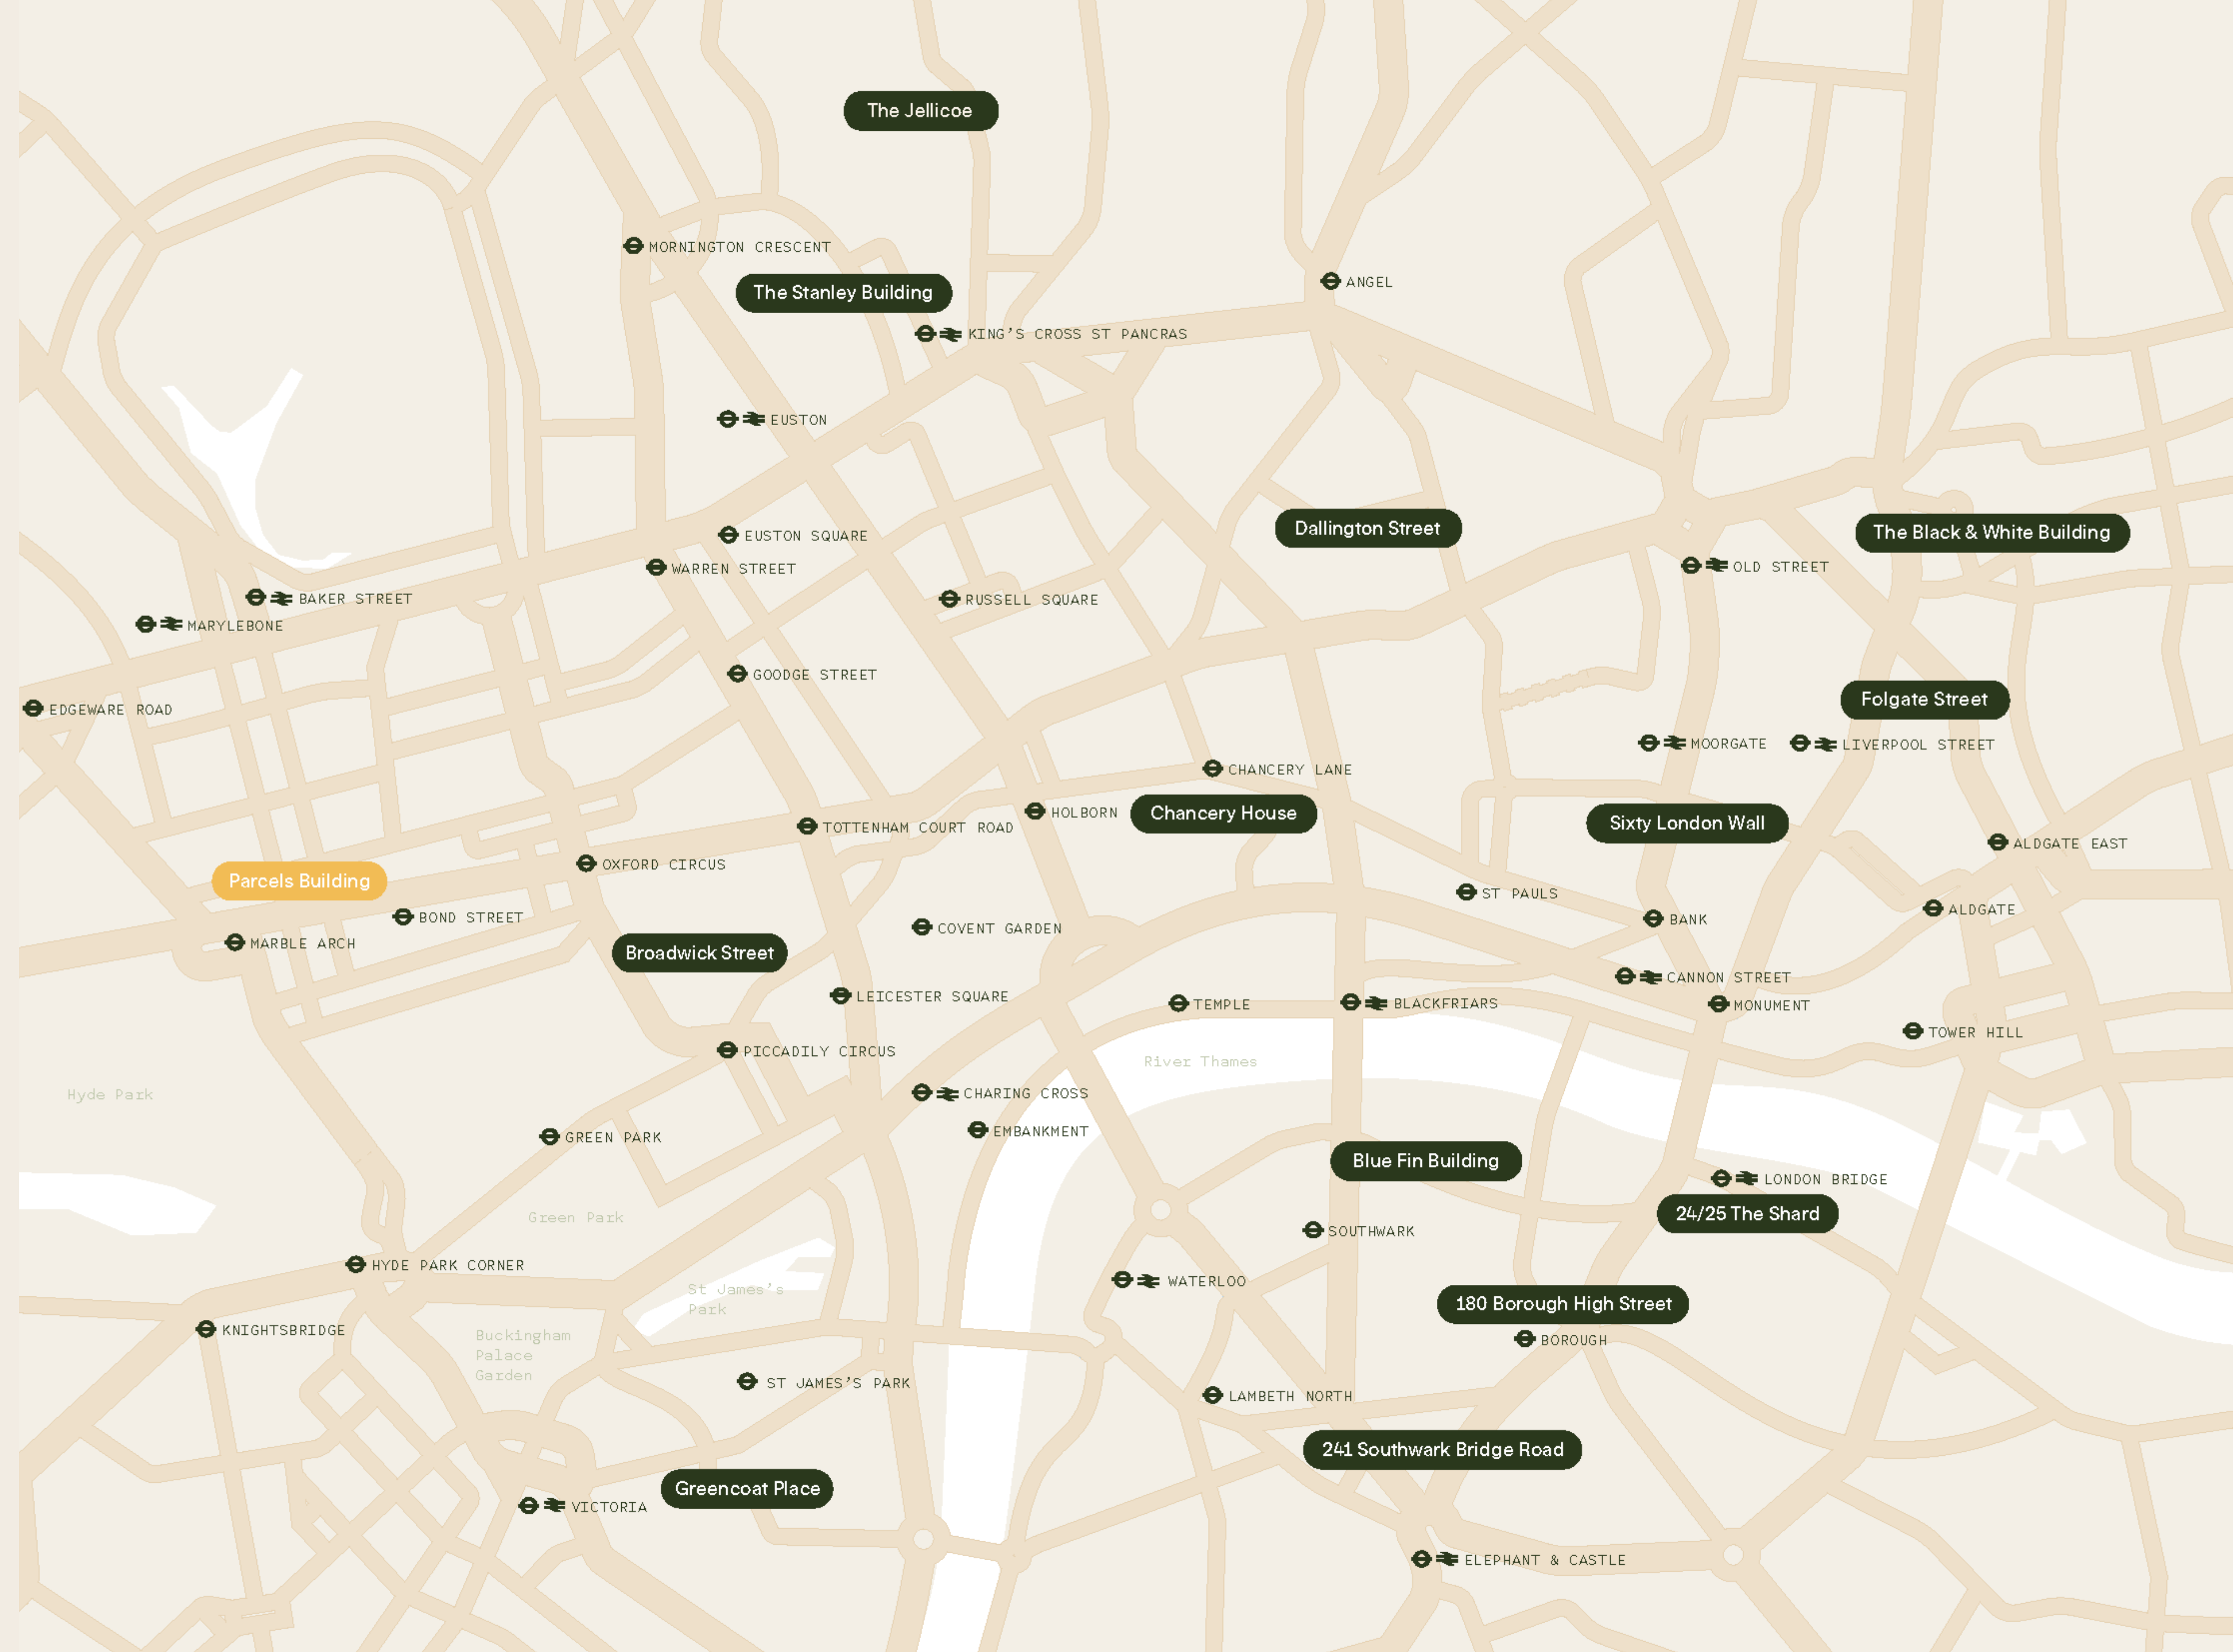 The Jellicoe
MORNINGTON CRESCENT
ANGEL
The Stanley Building
KING'S CROSS ST PANCRAS
EUSTON
Dallington Street
The Black & White Building
EUSTON SQUARE
OLD STREET
WARREN STREET
BAKER STREET
RUSSELL SQUARE
MARYLEBONE
GOODGE STREET
Folgate Street
EDGEWARE ROAD
MOORGATE
LIVERPOOL STREET
CHANCERY LANE
HOLBORN
Chancery House
Sixty London Wall
TOTTENHAM COURT ROAD
ALDGATE EAST
OXFORD CIRCUS
Parcels Building
ST PAULS
ALDGATE
BOND STREET
BANK
COVENT GARDEN
MARBLE ARCH
Broadwick Street
CANNON STREET
LEICESTER SQUARE
TEMPLE
BLACKFRIARS
MONUMENT
TOWER HILL
PICCADILY CIRCUS
River Thames
Hyde Park
CHARING CROSS
EMBANKMENT
GREEN PARK
Blue Fin Building
LONDON BRIDGE
Green Park
24/25 The Shard
SOUTHWARK
HYDE PARK CORNER
WATERLOO
St James's
Park
180 Borough High Street
KNIGHTSBRIDGE
Buckingham
Palace
Garden
BOROUGH
ST JAMES'S PARK
LAMBETH NORTH
241 Southwark Bridge Road
Greencoat Place
VICTORIA
ELEPHANT & CASTLE